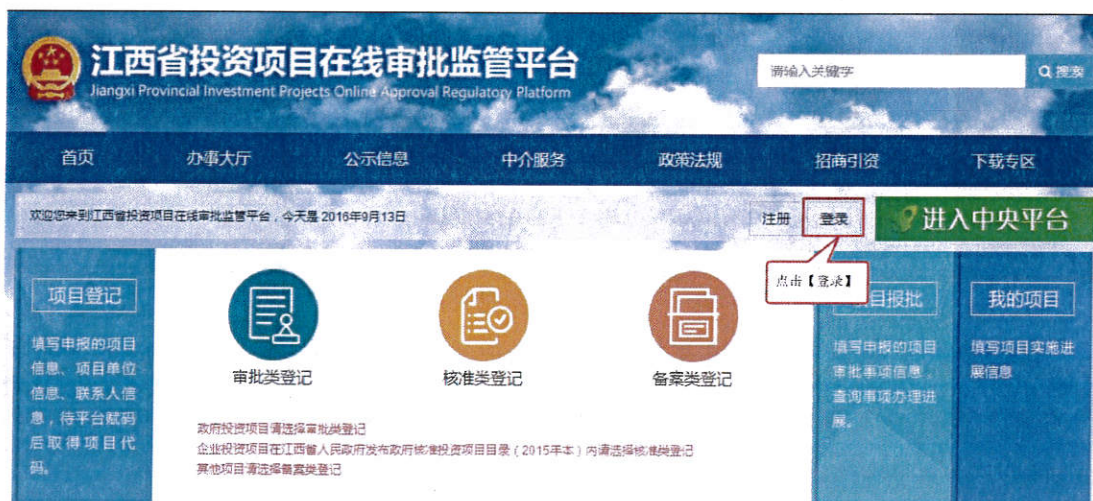 江西省投资项目在线审批监管平台
Jiangxi Provincial Investment Projects Online Approval Regulatory Platform
请输入关键字
搜索
首页 办事大厅 公示信息 中介服务 政策法规 招商引资 下载专区
欢迎您来到江西省投资项目在线审批监管平台，今天是 2016年9月13日
注册 登录
进入中央平台
点击【登录】
项目登记
填写申报的项目
信息、项目单位
信息、联系人信
息，待平台赋码
后取得项目代
码。
审批类登记
核准类登记
备案类登记
政府投资项目请选择审批类登记
企业投资项目在江西省人民政府发布政府核准投资项目目录（2015年本）内请选择核准类登记
其他项目请选择备案类登记
目报批
填写申报的项目
审批事项信息，
查询事项办理进
展。
我的项目
填写项目实施进
展信息